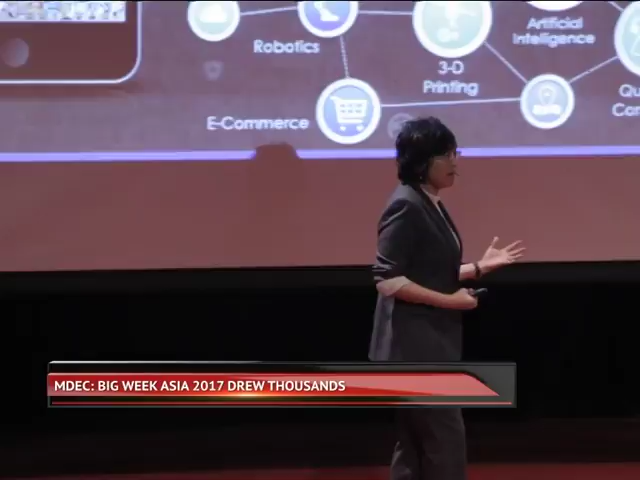 Robotics
Artificial
Intelligence
3-D
Printing
E-Commerce
MDEC: BIG WEEK ASIA 2017 DREW THOUSANDS